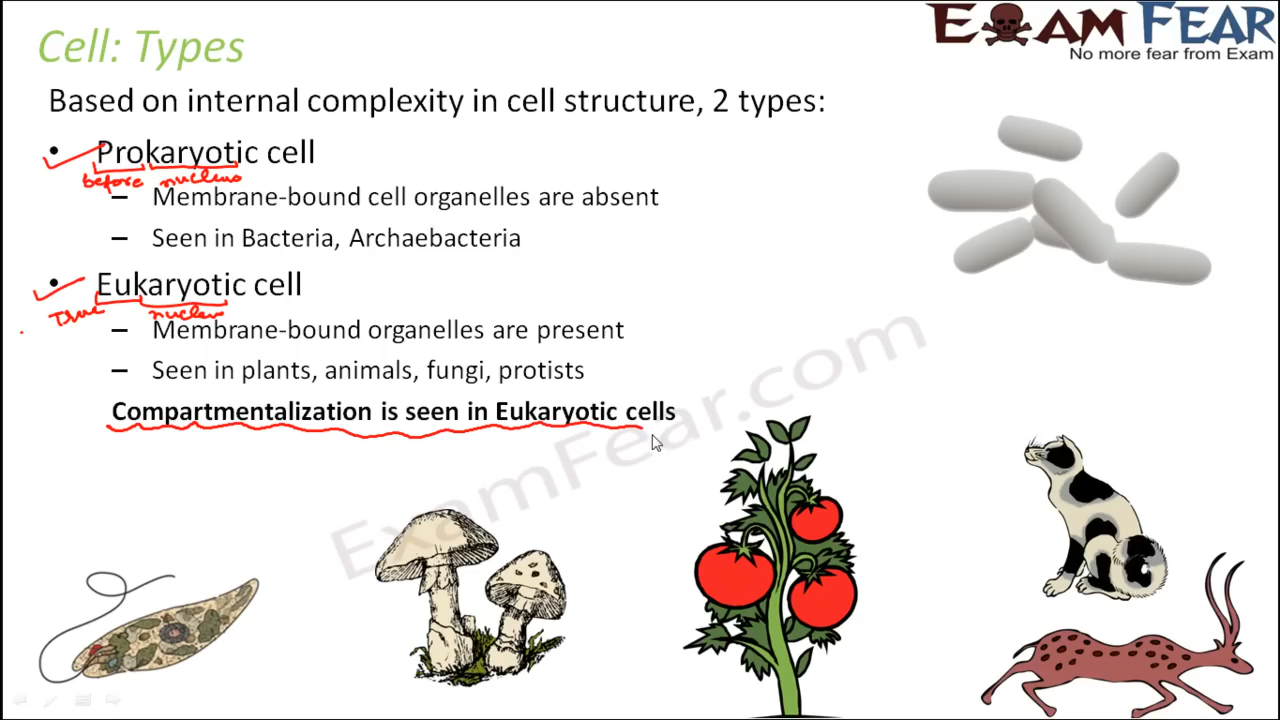 Cell: Types
EXAM FEAR
No more fear from Exam
Based on internal complexity in cell structure, 2 types:
• Prokaryotic cell
before nucleus
– Membrane-bound cell organelles are absent
– Seen in Bacteria, Archaebacteria
• Eukaryotic cell
True nucleus
– Membrane-bound organelles are present
– Seen in plants, animals, fungi, protists
Compartmentalization is seen in Eukaryotic cells
ExamFear.com